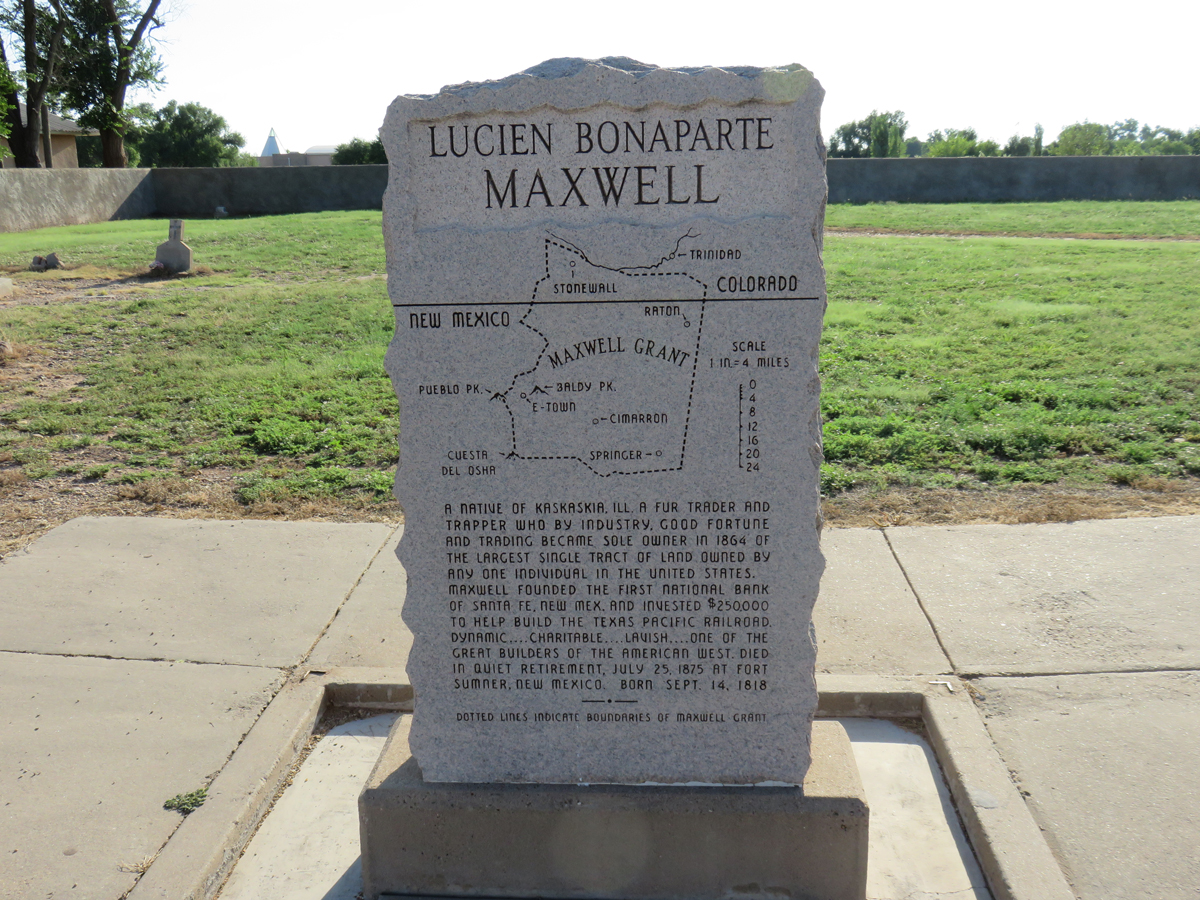 LUCIEN BONAPARTE
MAXWELL
TRINIDAD
STONEWALL
COLORADO
NEW MEXICO
RATON
MAXWELL GRANT
SCALE
1 IN.=4 MILES
0
4
8
12
16
20
24
PUEBLO PK.
BALDY PK.
E-TOWN
CIMARRON
CUESTA
DEL OSHA
SPRINGER
A NATIVE OF KASKASKIA, ILL. A FUR TRADER AND
TRAPPER WHO BY INDUSTRY, GOOD FORTUNE
AND TRADING BECAME SOLE OWNER IN 1864 OF
THE LARGEST SINGLE TRACT OF LAND OWNED BY
ANY ONE INDIVIDUAL IN THE UNITED STATES.
MAXWELL FOUNDED THE FIRST NATIONAL BANK
OF SANTA FE, NEW MEX. AND INVESTED $250,000
TO HELP BUILD THE TEXAS PACIFIC RAILROAD.
DYNAMIC....CHARITABLE....LAVISH....ONE OF THE
GREAT BUILDERS OF THE AMERICAN WEST. DIED
IN QUIET RETIREMENT, JULY 25, 1875 AT FORT
SUMNER, NEW MEXICO. BORN SEPT. 14, 1818
DOTTED LINES INDICATE BOUNDARIES OF MAXWELL GRANT.